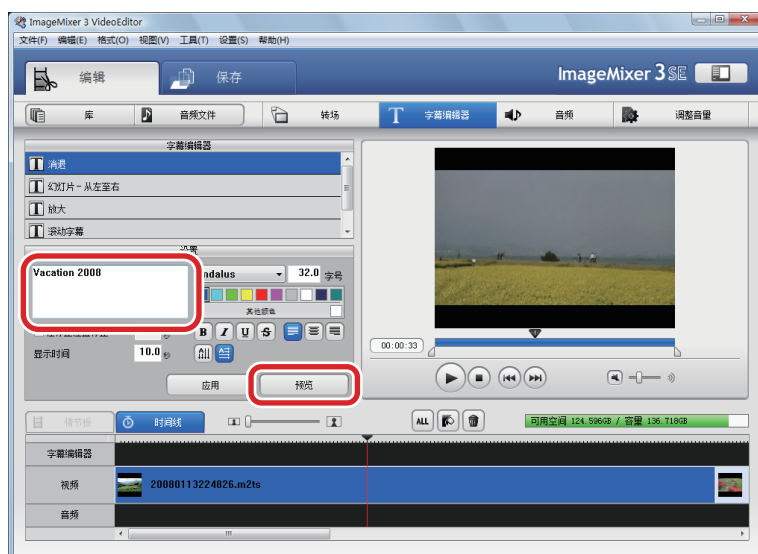 ImageMixer 3 VideoEditor
文件(F) 编辑(E) 格式(O) 视图(V) 工具(T) 设置(S) 帮助(H)
编辑 保存 ImageMixer 3 SE
库 音频文件 转场 T 字幕编辑器 音频 调整音量
字幕编辑器
T 消退
T 幻灯片 - 从左至右
T 放大
T 滚动字幕
设置
Vacation 2008
ndalus 32.0 字号
其他颜色
B I U S
00:00:33
显示时间 10.0 秒
应用 预览
情节板 时间线 ALL 可用空间 124.596GB / 容量 136.718GB
字幕编辑器
视频 20080113224826.m2ts
音频